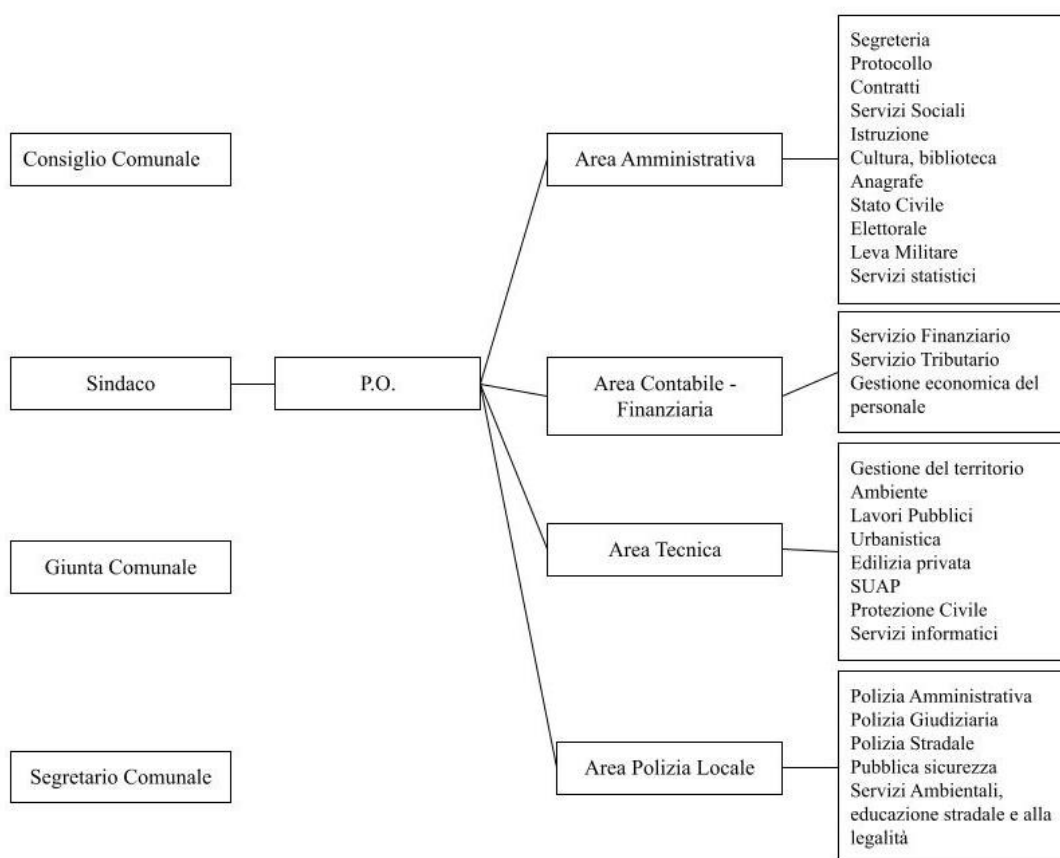 Consiglio Comunale
Sindaco
Giunta Comunale
Segretario Comunale
P.O.
Area Amministrativa
Area Contabile -
Finanziaria
Area Tecnica
Area Polizia Locale
Segreteria
Protocollo
Contratti
Servizi Sociali
Istruzione
Cultura, biblioteca
Anagrafe
Stato Civile
Elettorale
Leva Militare
Servizi statistici
Servizio Finanziario
Servizio Tributario
Gestione economica del
personale
Gestione del territorio
Ambiente
Lavori Pubblici
Urbanistica
Edilizia privata
SUAP
Protezione Civile
Servizi informatici
Polizia Amministrativa
Polizia Giudiziaria
Polizia Stradale
Pubblica sicurezza
Servizi Ambientali,
educazione stradale e alla
legalità